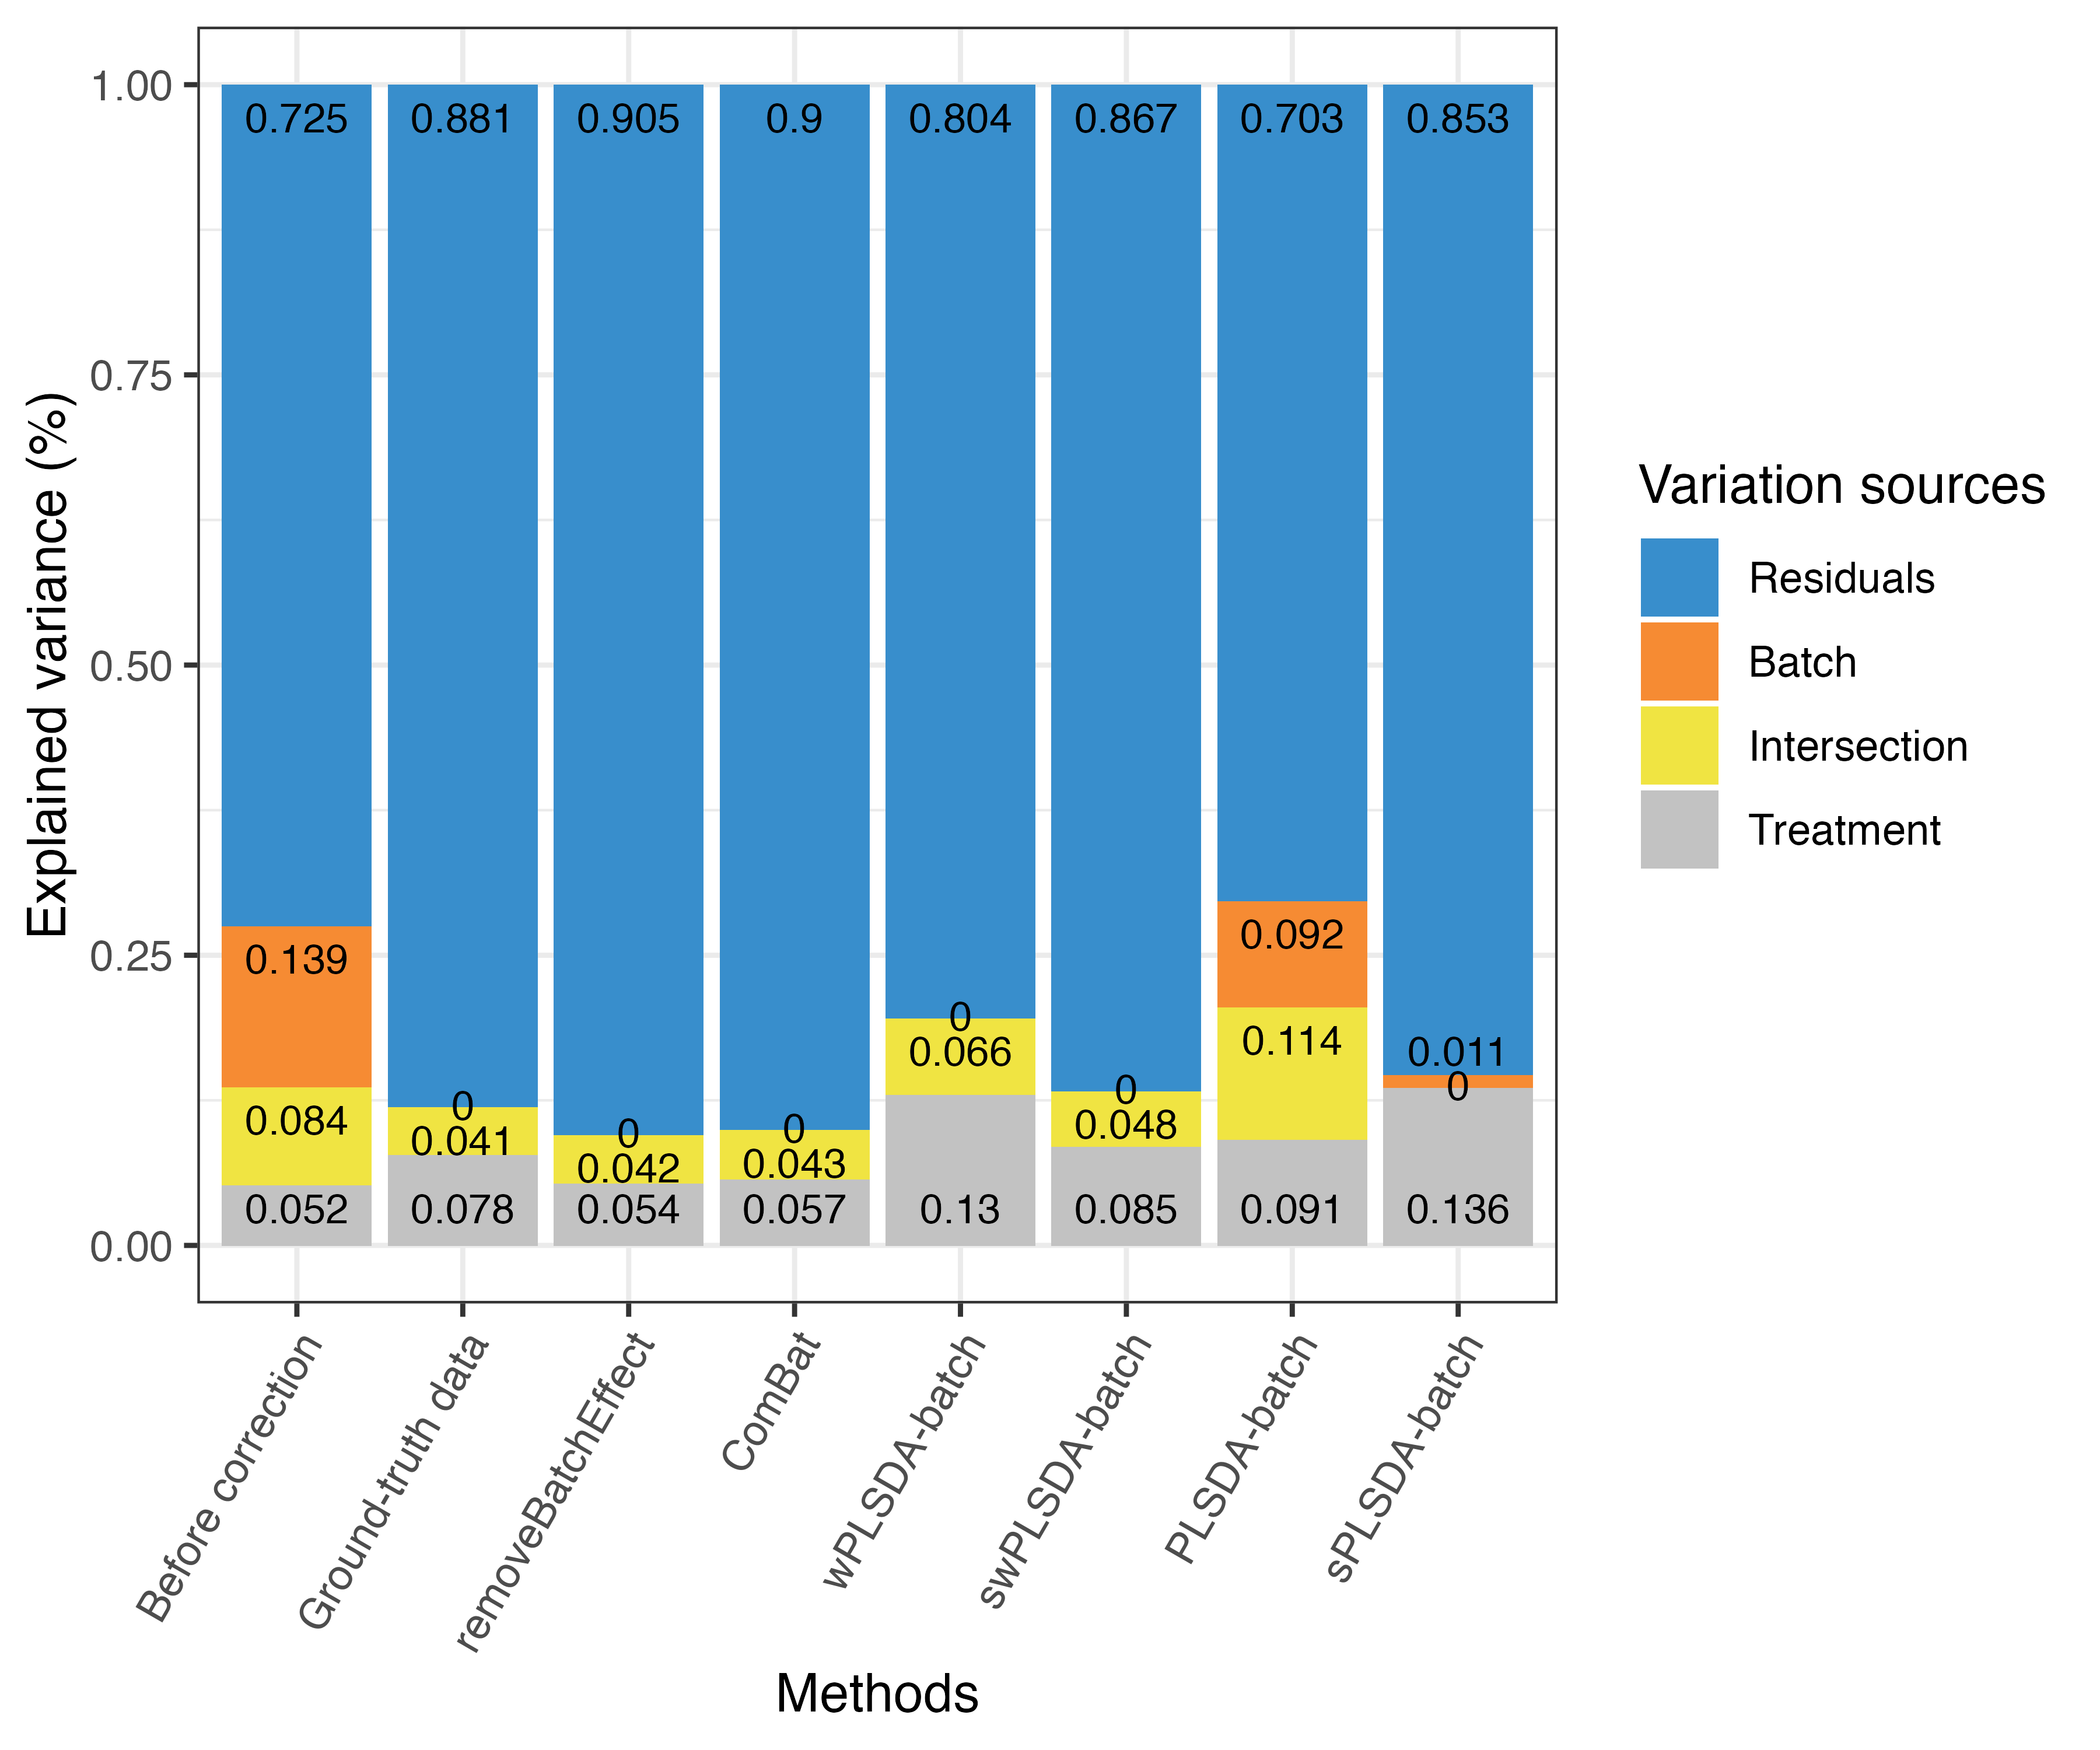 Explained variance (%)
1.00
0.75
0.50
0.25
0.00
0.725 0.881 0.905 0.9 0.804 0.867 0.703 0.853
0.139 0 0 0 0 0 0.092 0.011
0.084 0.041 0.042 0.043 0.066 0.048 0.114 0
0.052 0.078 0.054 0.057 0.13 0.085 0.091 0.136
Before correction
Ground-truth data
removeBatchEffect
ComBat
wPLSDA-batch
swPLSDA-batch
PLSDA-batch
sPLSDA-batch
Methods
Variation sources
Residuals
Batch
Intersection
Treatment